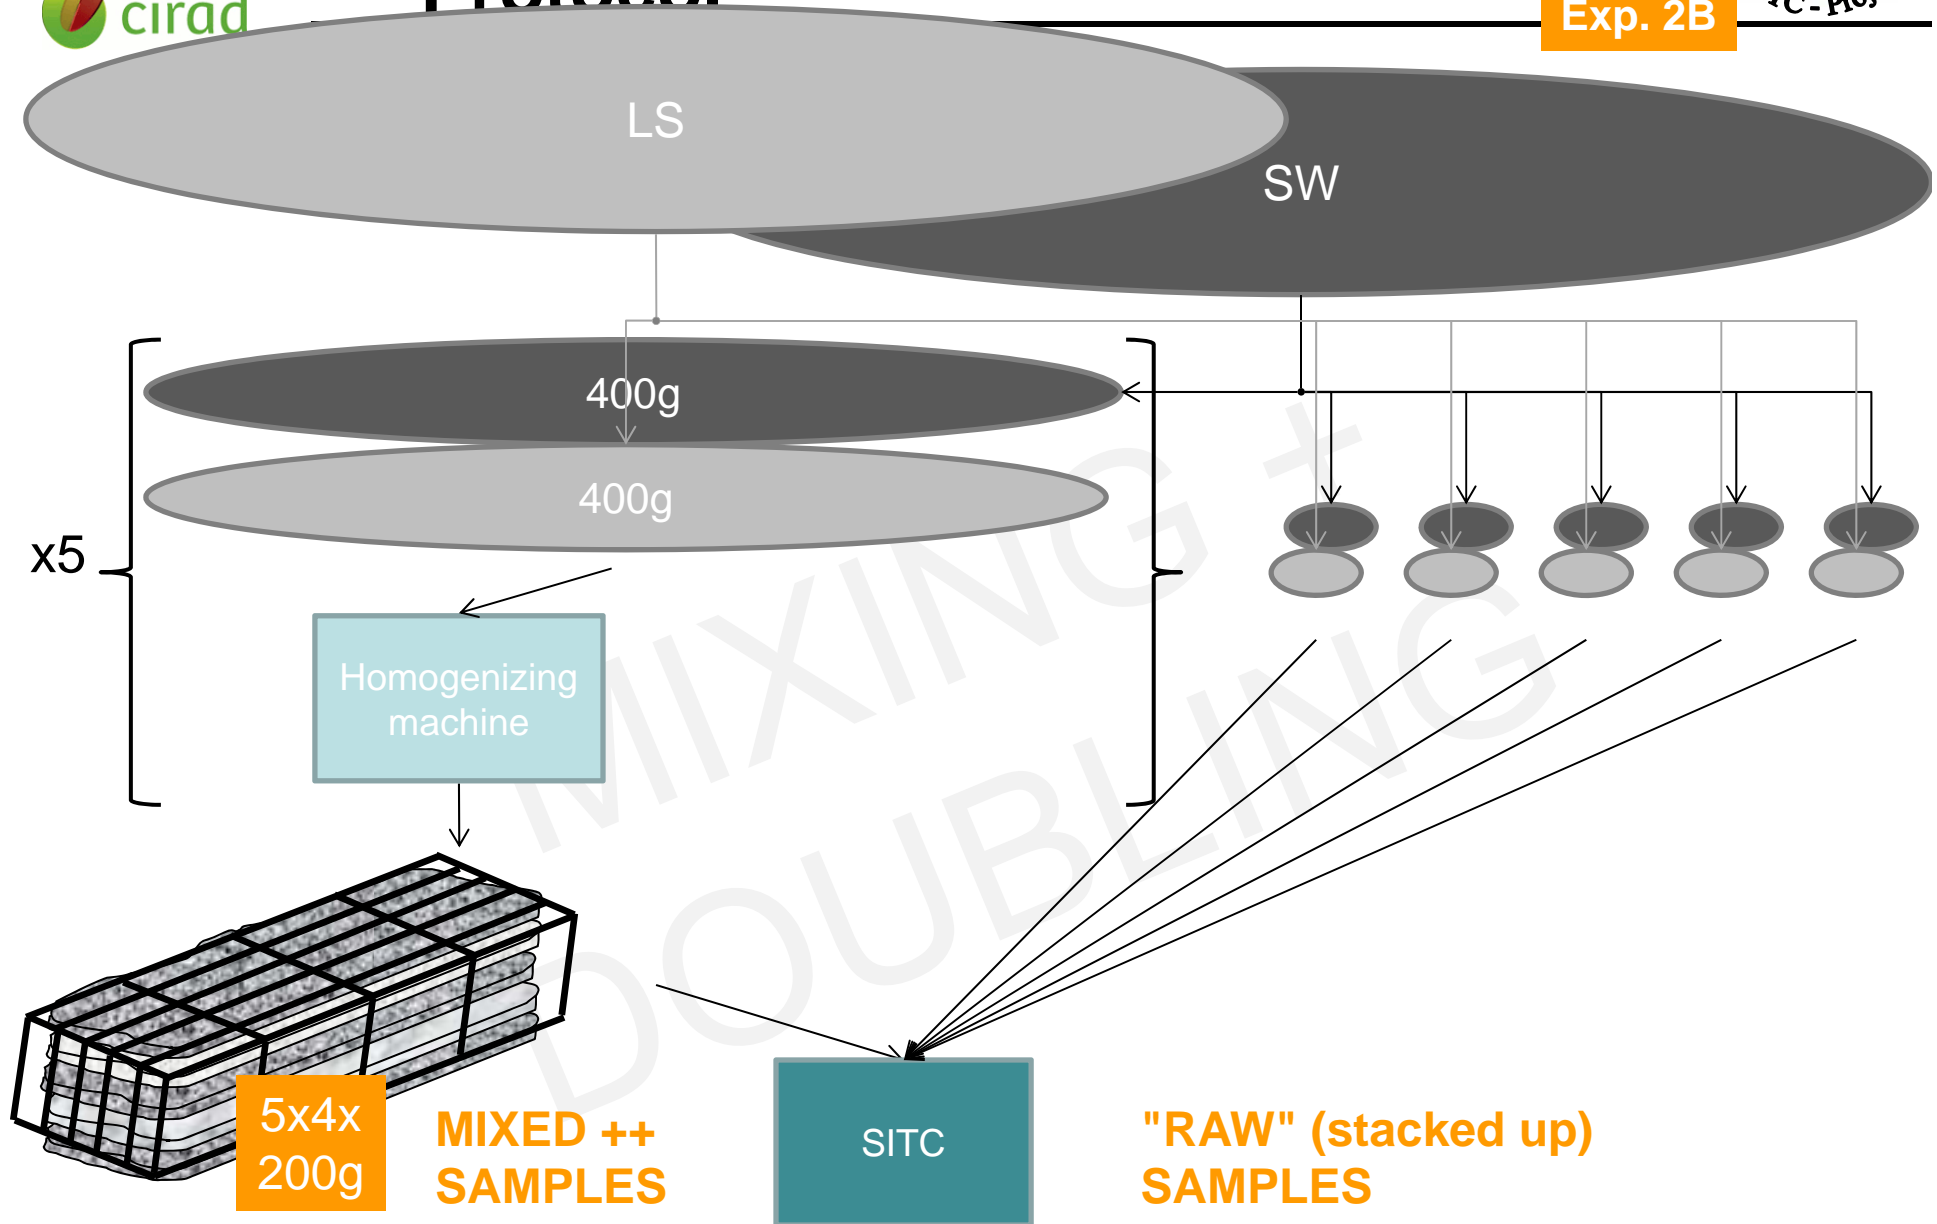 cirad
Protocol
Exp. 2B
LS
SW
400g
400g
x5
MIXING +
DOUBLING
Homogenizing
machine
5x4x
200g
MIXED ++
SAMPLES
SITC
"RAW" (stacked up)
SAMPLES